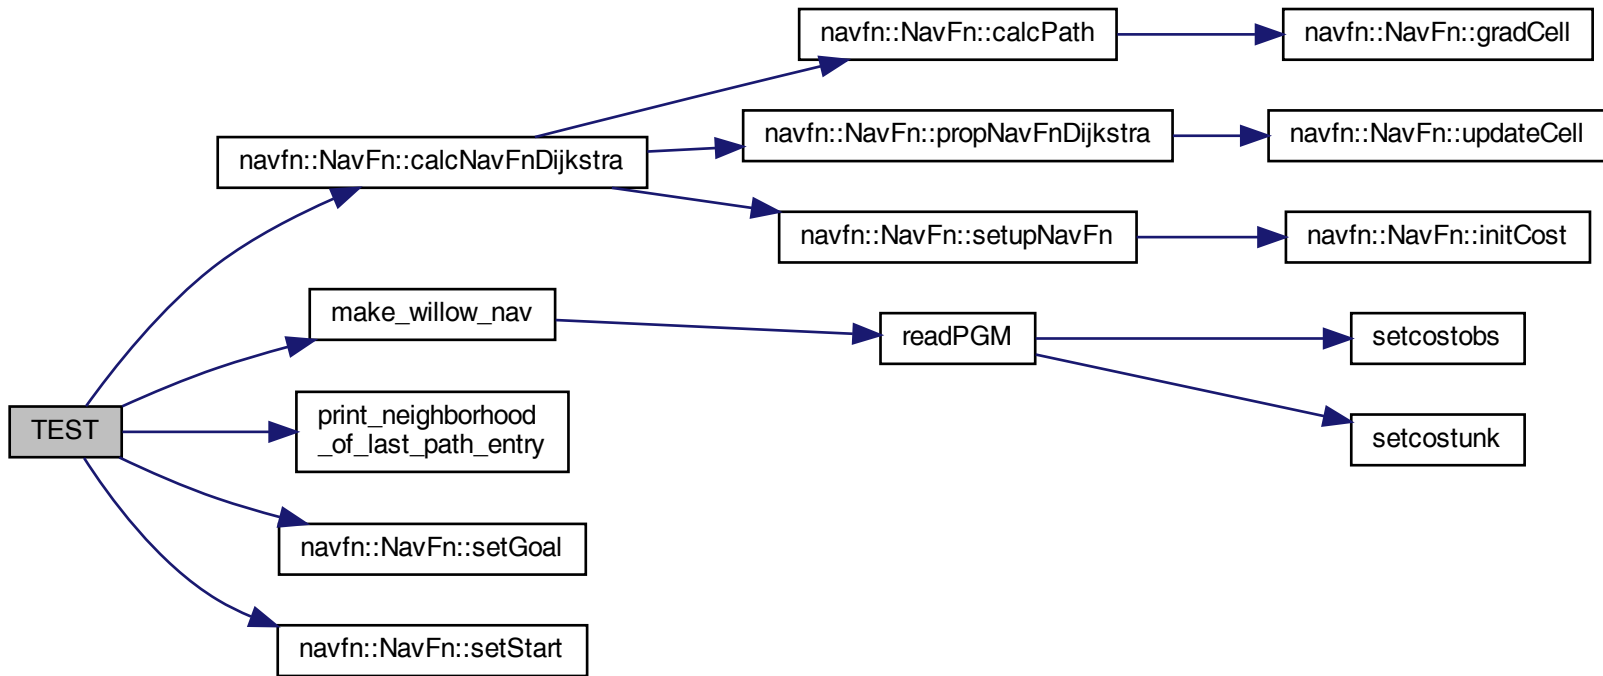 navfn::NavFn::calcPath
navfn::NavFn::gradCell
navfn::NavFn::calcNavFnDijkstra
navfn::NavFn::propNavFnDijkstra
navfn::NavFn::updateCell
navfn::NavFn::setupNavFn
navfn::NavFn::initCost
make_willow_nav
readPGM
setcostobs
TEST
print_neighborhood
_of_last_path_entry
setcostunk
navfn::NavFn::setGoal
navfn::NavFn::setStart